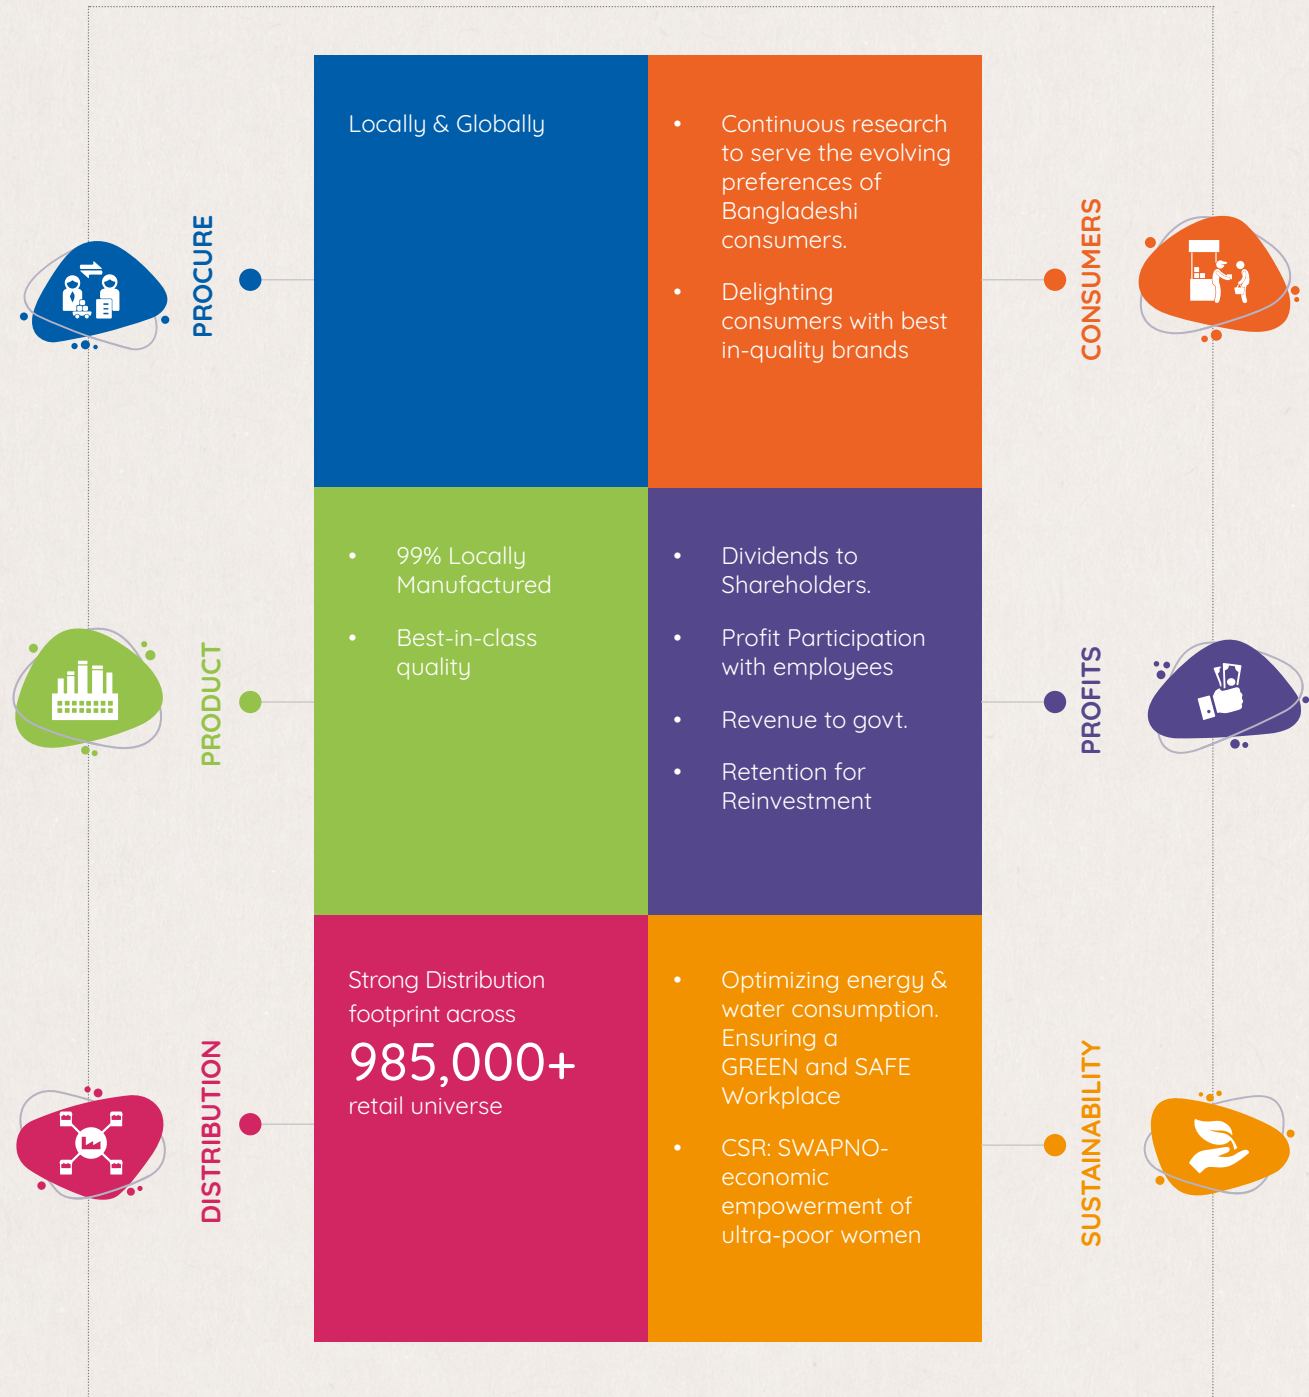 PROCURE
Locally & Globally
CONSUMERS
• Continuous research
to serve the evolving
preferences of
Bangladeshi
consumers.
• Delighting
consumers with best
in-quality brands
PRODUCT
• 99% Locally
Manufactured
• Best-in-class
quality
PROFITS
• Dividends to
Shareholders.
• Profit Participation
with employees
• Revenue to govt.
• Retention for
Reinvestment
DISTRIBUTION
Strong Distribution
footprint across
985,000+
retail universe
SUSTAINABILITY
• Optimizing energy &
water consumption.
Ensuring a
GREEN and SAFE
Workplace
• CSR: SWAPNO-
economic
empowerment of
ultra-poor women